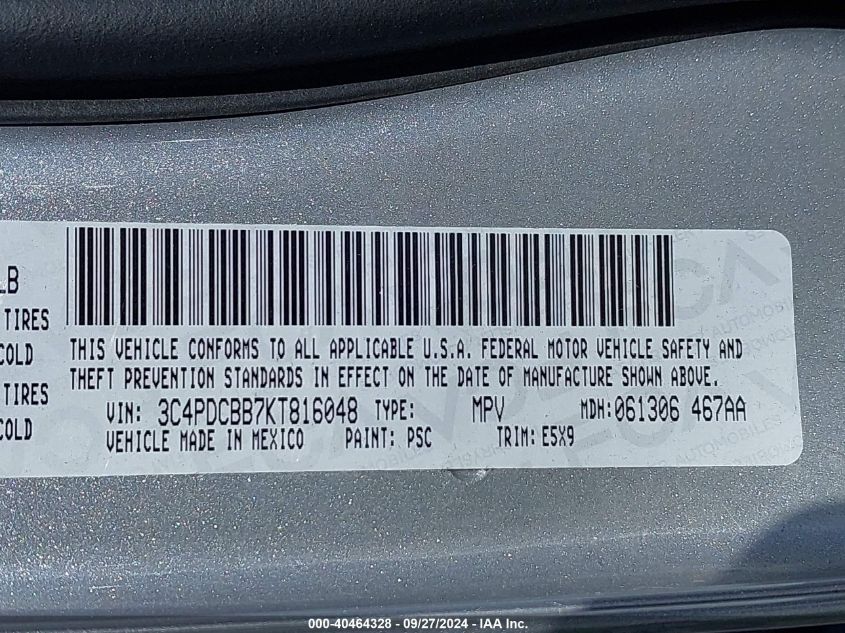 LB
TIRES
COLD
TIRES
COLD
THIS VEHICLE CONFORMS TO ALL APPLICABLE U.S.A. FEDERAL MOTOR VEHICLE SAFETY AND
THEFT PREVENTION STANDARDS IN EFFECT ON THE DATE OF MANUFACTURE SHOWN ABOVE.
VIN: 3C4PDCBB7KT816048 TYPE: MPV MDH: 061306 467AA
VEHICLE MADE IN MEXICO PAINT: PSC TRIM: E5X9
000-40464328 - 09/27/2024 - IAA Inc.